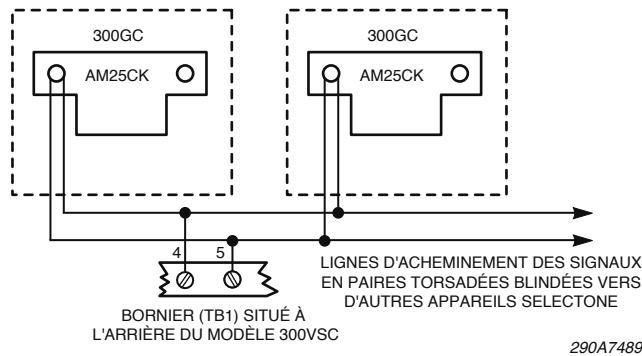 300GC
300GC
AM25CK
AM25CK
4
5
LIGNES D'ACHEMINEMENT DES SIGNAUX
EN PAIRES TORSADÉES BLINDÉES VERS
D'AUTRES APPAREILS SELECTONE
BORNIER (TB1) SITUÉ À
L'ARRIÈRE DU MODÈLE 300VSC
290A7489